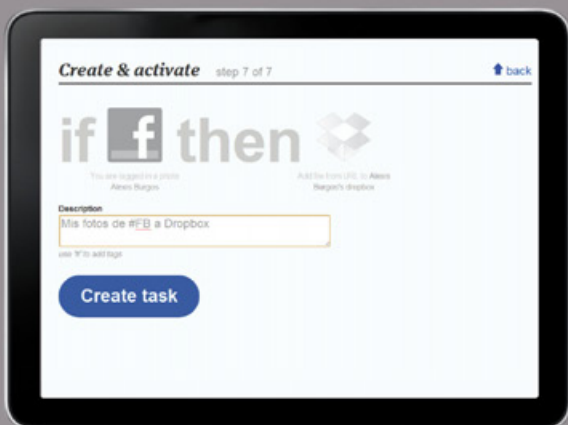 Create & activate step 7 of 7 back
if f then
You are tagged in a photo Add file from URL to Alexis
Alexis Burgos Burgos's dropbox
Description
Mis fotos de #FB a Dropbox
use '#' to add tags
Create task